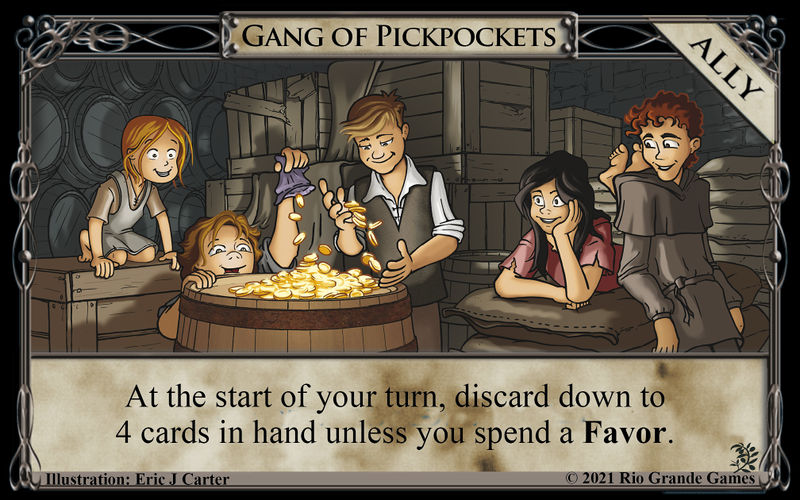 GANG OF PICKPOCKETS
ALLY
At the start of your turn, discard down to
4 cards in hand unless you spend a Favor.
Illustration: Eric J Carter
© 2021 Rio Grande Games